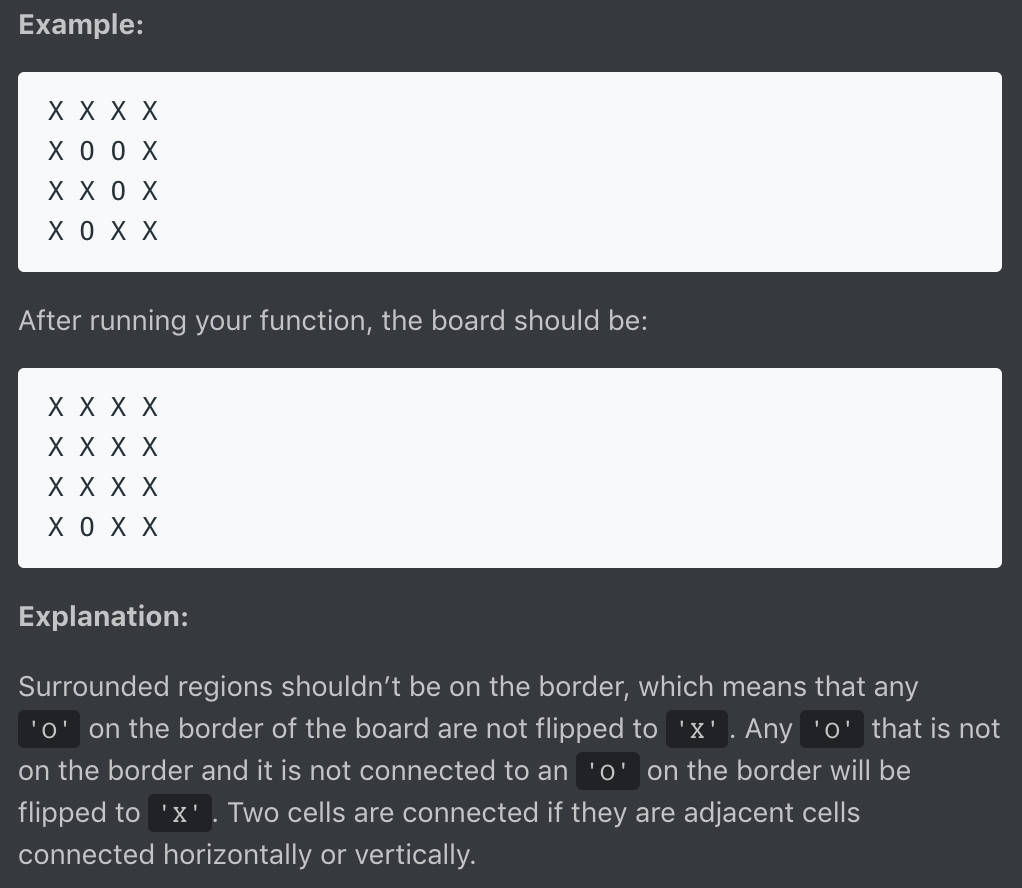 Example:
X X X X
X O O X
X X O X
X O X X
After running your function, the board should be:
X X X X
X X X X
X X X X
X O X X
Explanation:
Surrounded regions shouldn’t be on the border, which means that any
'O' on the border of the board are not flipped to 'X'. Any 'O' that is not
on the border and it is not connected to an 'O' on the border will be
flipped to 'X'. Two cells are connected if they are adjacent cells
connected horizontally or vertically.